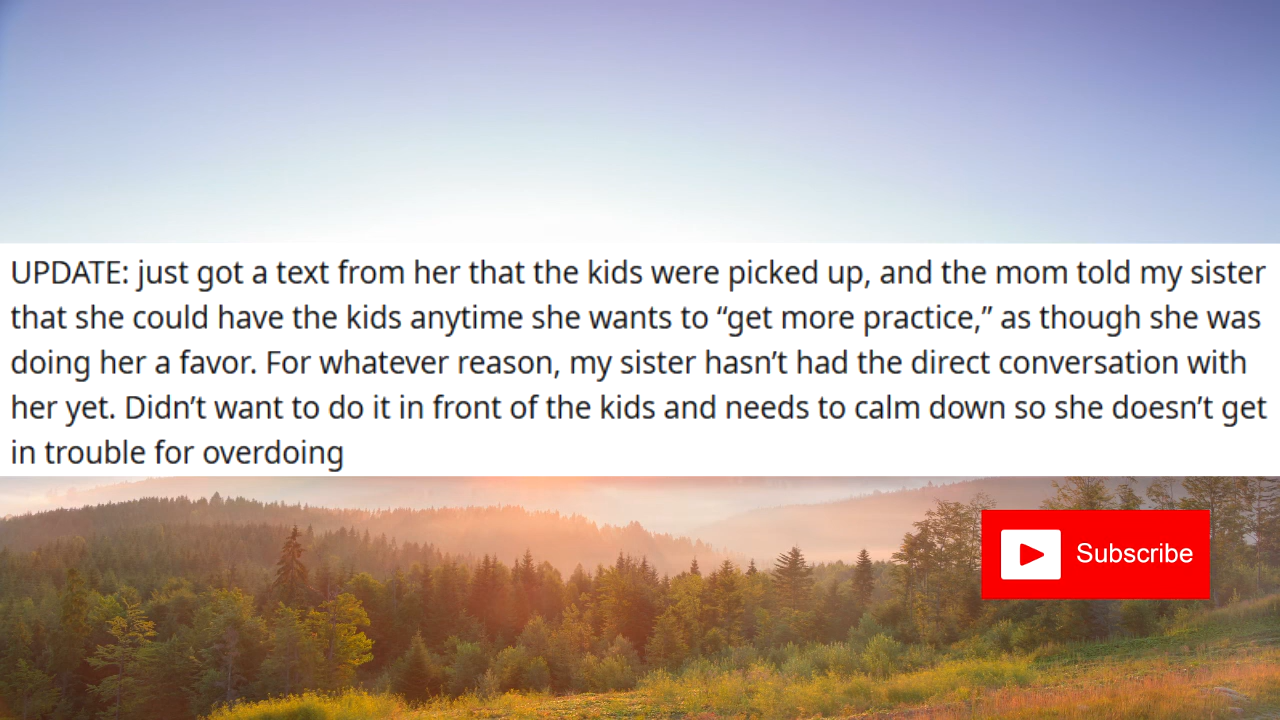 UPDATE: just got a text from her that the kids were picked up, and the mom told my sister
that she could have the kids anytime she wants to “get more practice,” as though she was
doing her a favor. For whatever reason, my sister hasn’t had the direct conversation with
her yet. Didn’t want to do it in front of the kids and needs to calm down so she doesn’t get
in trouble for overdoing
Subscribe